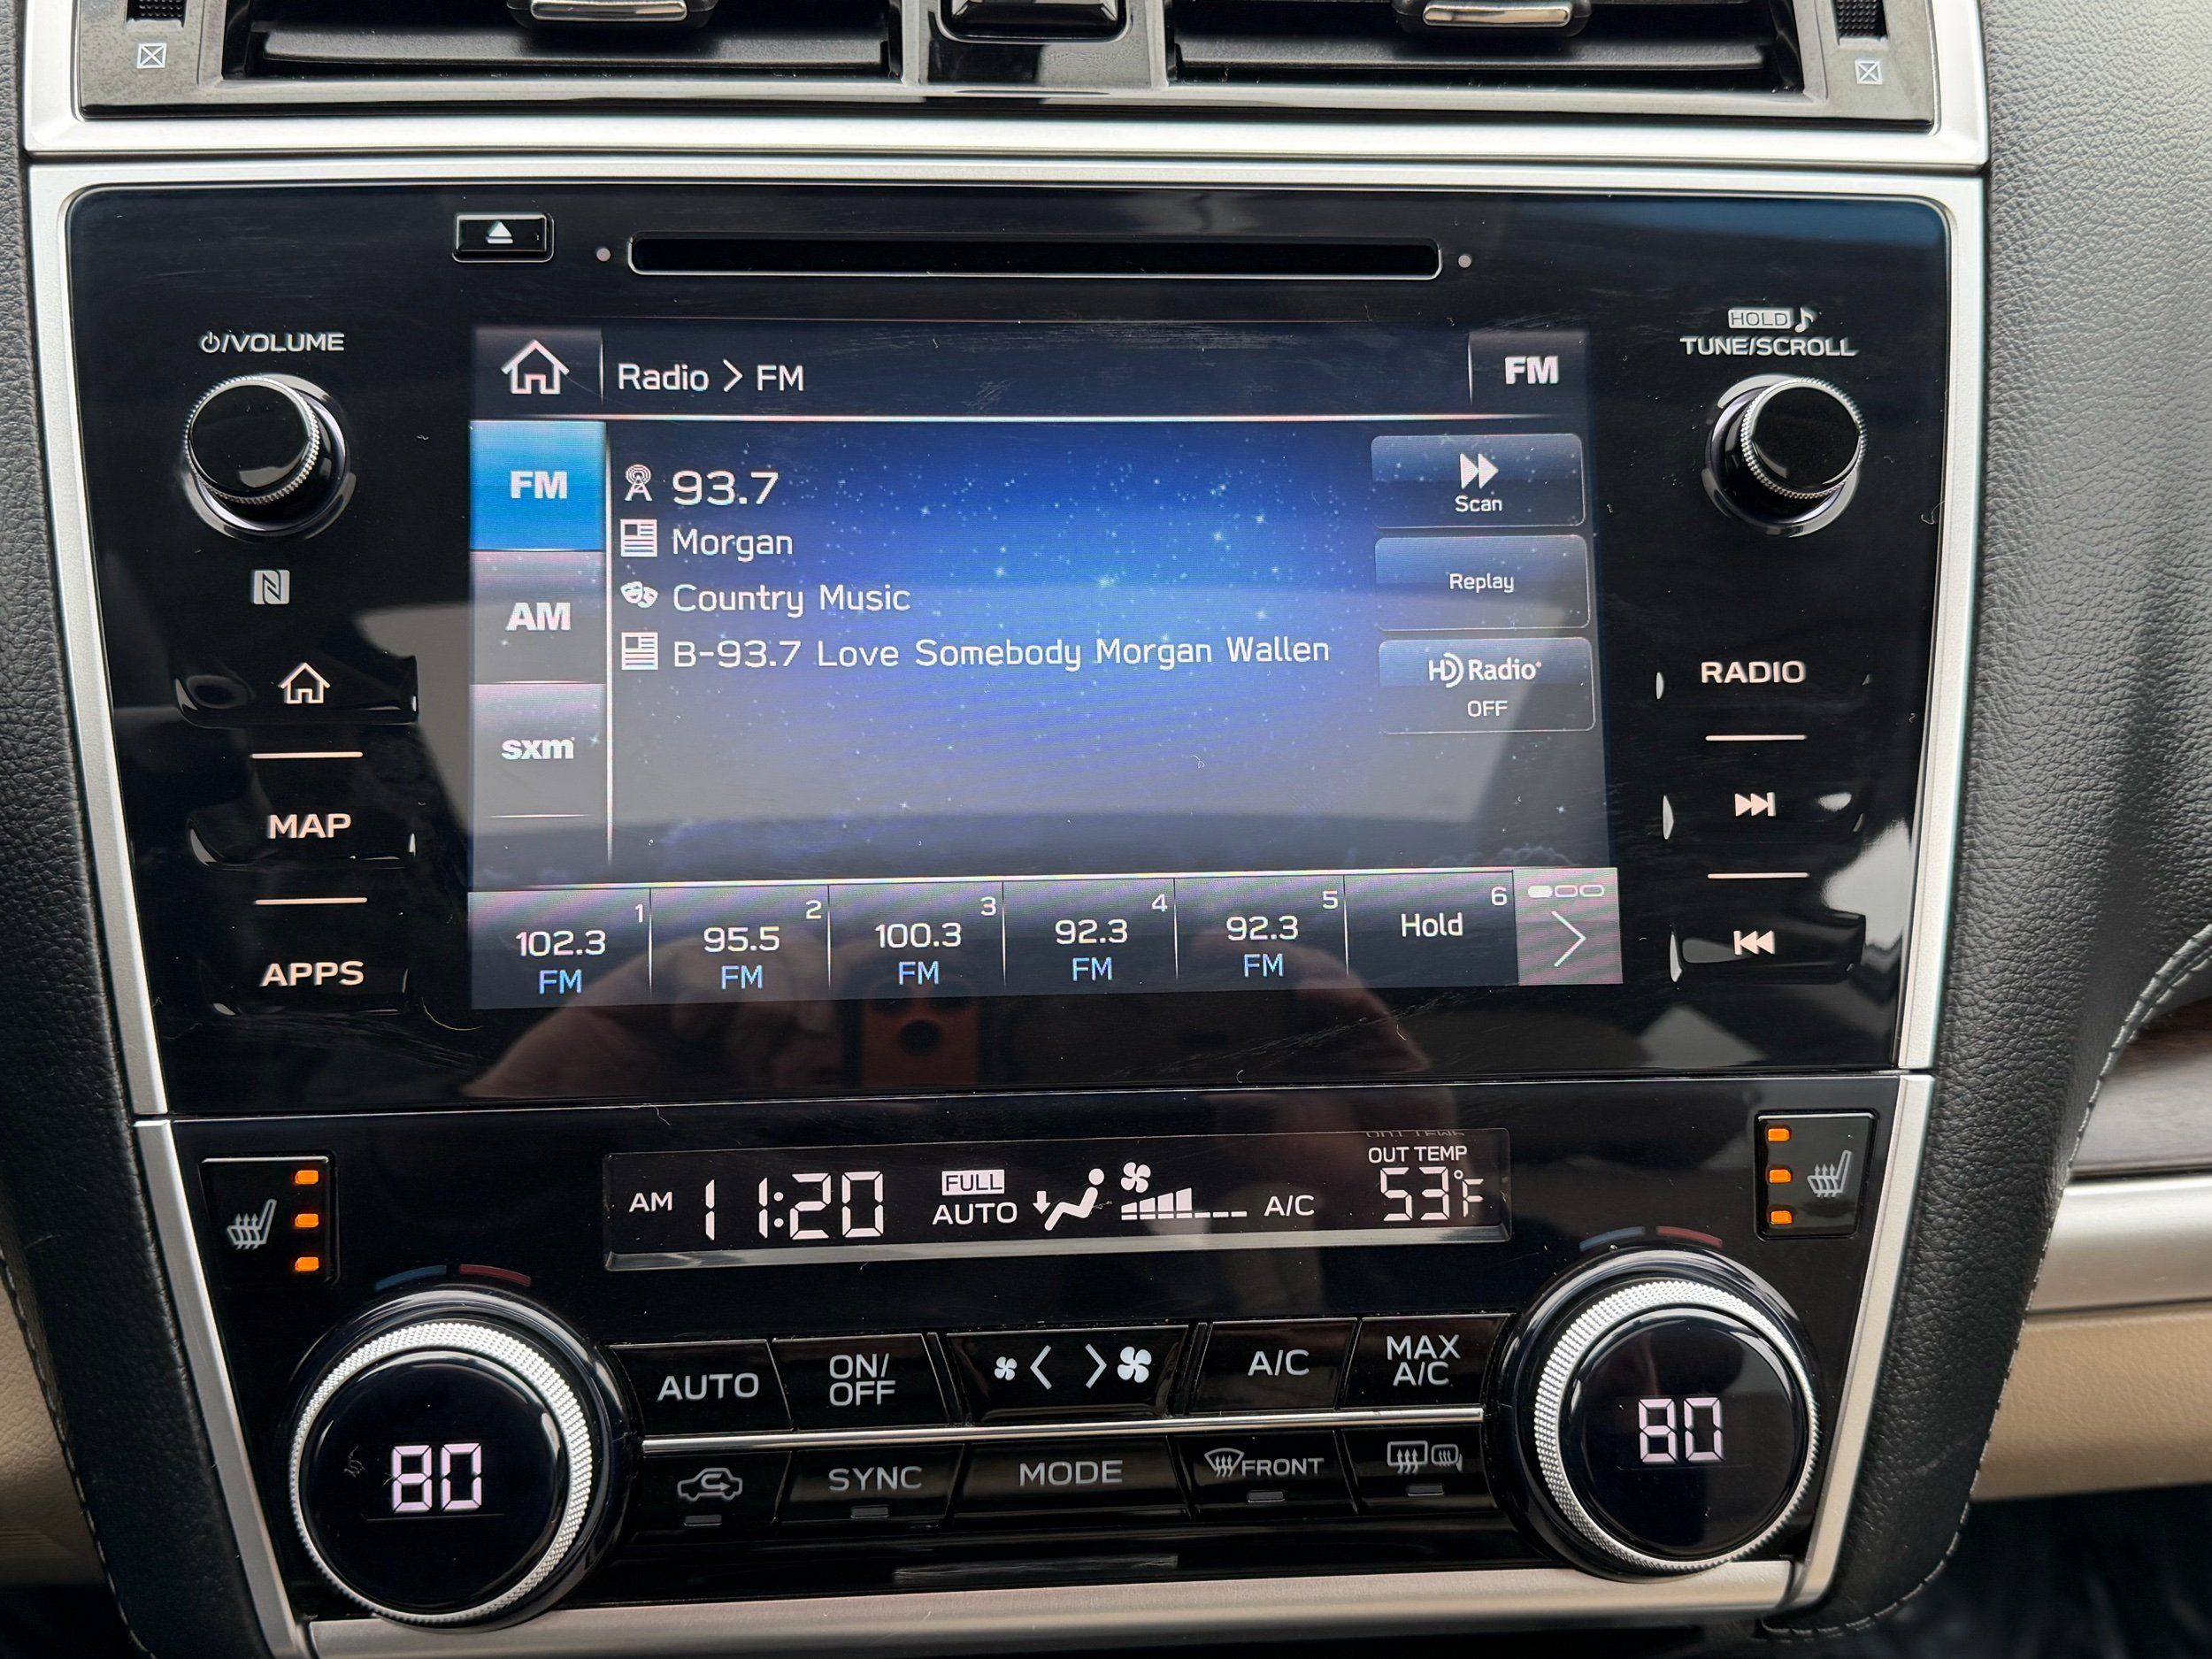 ⏻/VOLUME
HOLD ♪
TUNE/SCROLL
Radio > FM
FM
FM
AM
sxm
93.7
Morgan
Country Music
B-93.7 Love Somebody Morgan Wallen
Scan
Replay
HD Radio
OFF
1
102.3
FM
2
95.5
FM
3
100.3
FM
4
92.3
FM
5
92.3
FM
6
Hold
MAP
APPS
RADIO
AM 11:20
FULL
AUTO
A/C
OUT TEMP
53°F
AUTO
ON/
OFF
A/C
MAX
A/C
SYNC
MODE
FRONT
80
80